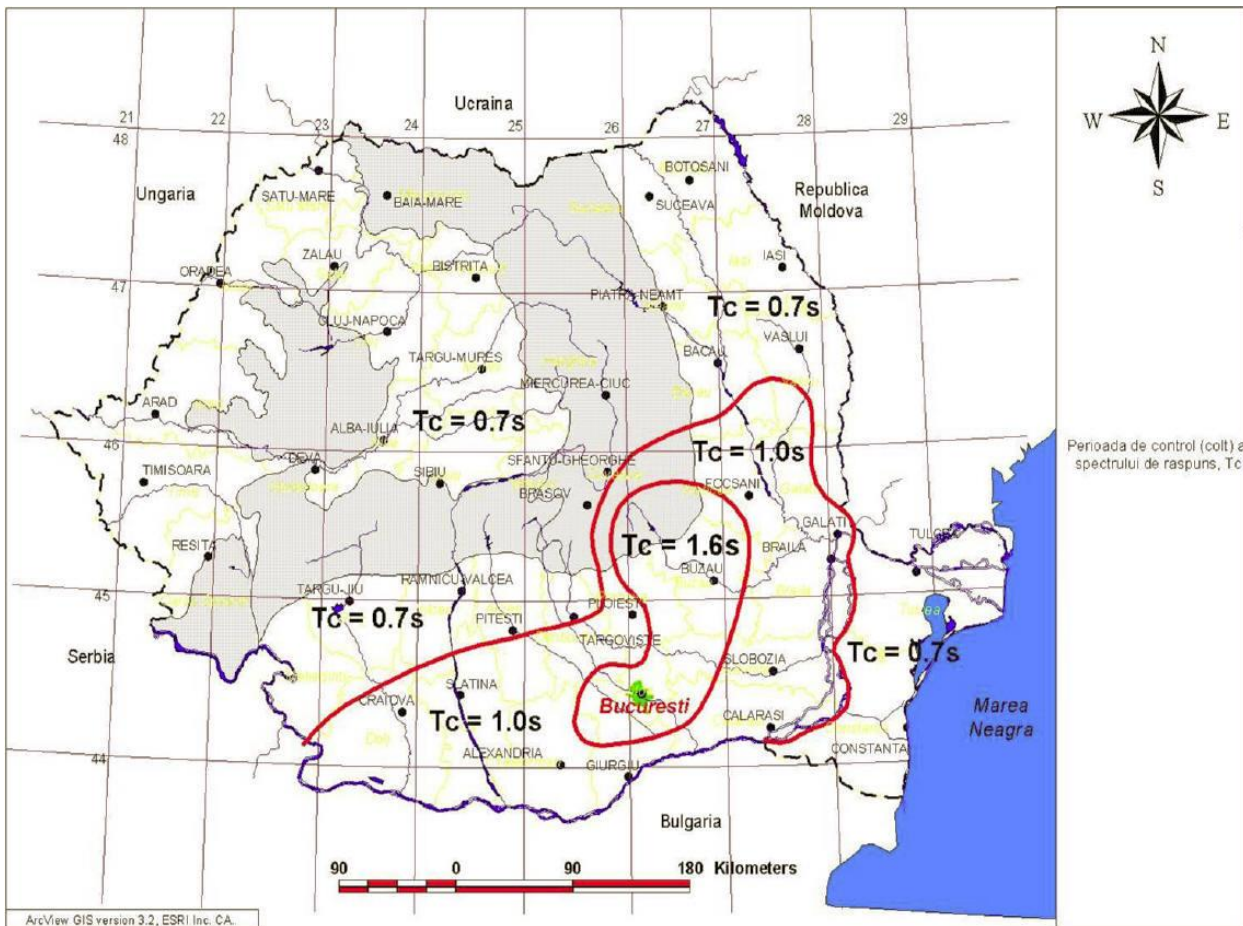 N
W E
S
Ucraina
21 22 23 24 25 26 27 28 29
48
47
46
45
44
Ungaria
Republica
Moldova
BOTOSANI
SUCEAVA
SATU-MARE
BAIA-MARE
ZALAU
BISTRITA
IASI
ORADEA
PIATRA-NEAMT
Tc = 0.7s
CLUJ-NAPOCA
VASLUI
TARGU-MURES
BACAU
MIERCUREA-CIUC
ARAD
ALBA-IULIA
Tc = 0.7s
Tc = 1.0s
Perioada de control (colt) a
spectrului de raspuns, Tc
DEVA
SIBIU
SFANTU-GHEORGHE
TIMISOARA
BRASOV
FOCSANI
GALATI
TULCEA
RESITA
Tc = 1.6s
BRAILA
BUZAU
TARGU-JIU
RAMNICU-VALCEA
Tc = 0.7s
PITESTI
PLOIESTI
TARGOVISTE
Tulcea
Serbia
SLOBOZIA
Tc = 0.7s
CRAIOVA
SLATINA
Bucuresti
Marea
Neagra
Dolj
Tc = 1.0s
CALARASI
CONSTANTA
ALEXANDRIA
GIURGIU
Bulgaria
90 0 90 180 Kilometers
ArcView GIS version 3.2, ESRI Inc. CA.